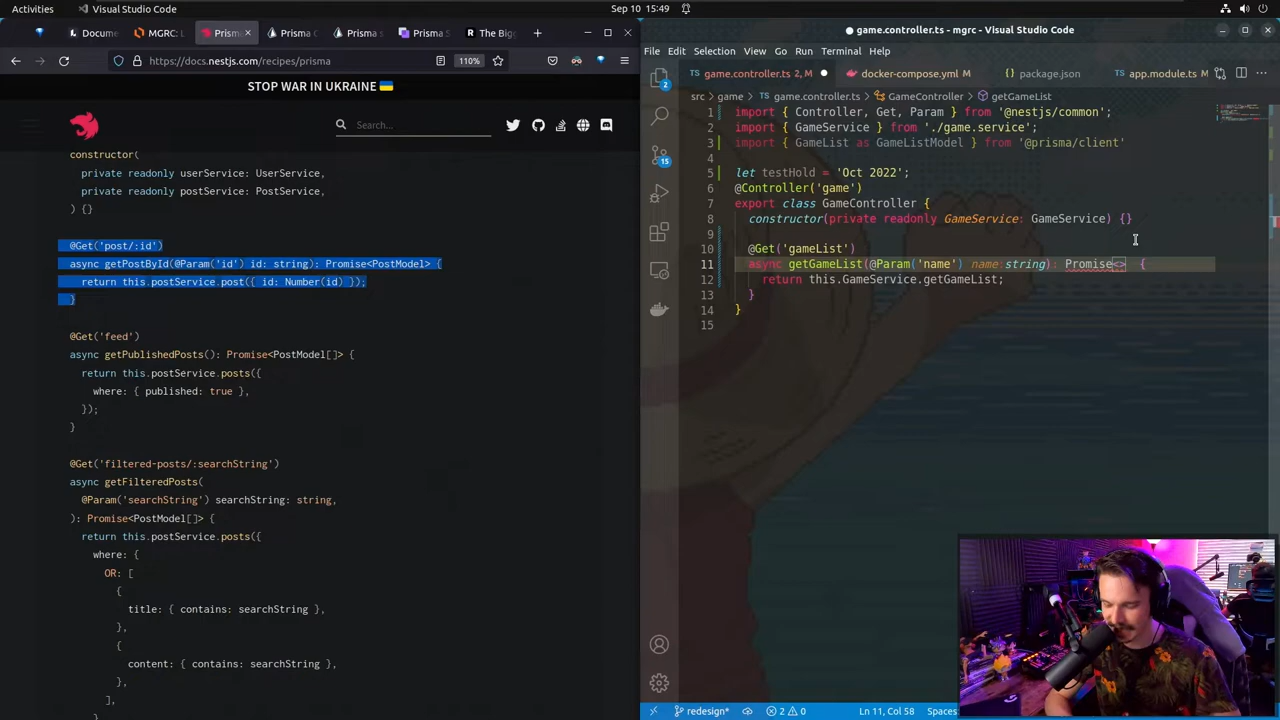 Activities
Visual Studio Code
Sep 10 15:49
Docume
MGRC: L
Prisma
Prisma C
Prisma s
Prisma S
The Big
game.controller.ts - mgrc - Visual Studio Code
File Edit Selection View Go Run Terminal Help
https://docs.nestjs.com/recipes/prisma
110%
game.controller.ts 2, M
docker-compose.yml
package.json
app.module.ts M
STOP WAR IN UKRAINE
Search...
src > game > game.controller.ts > GameController > getGameList
constructor(
private readonly userService: UserService,
private readonly postService: PostService,
) {}
@Get('post/:id')
async getPostById(@Param('id') id: string): Promise<PostModel> {
return this.postService.post({ id: Number(id) });
}
@Get('feed')
async getPublishedPosts(): Promise<PostModel[]> {
return this.postService.posts({
where: { published: true },
});
}
@Get('filtered-posts/:searchString')
async getFilteredPosts(
@Param('searchString') searchString: string,
): Promise<PostModel[]> {
return this.postService.posts({
where: {
OR: [
{
title: { contains: searchString },
},
{
content: { contains: searchString },
},
],
},
1 import { Controller, Get, Param } from '@nestjs/common';
2 import { GameService } from './game.service';
3 import { GameList as GameListModel } from '@prisma/client'
4
5 let testHold = 'Oct 2022';
6 @Controller('game')
7 export class GameController {
8 constructor(private readonly GameService: GameService) {}
9
10 @Get('gameList')
11 async getGameList(@Param('name') name:string): Promise<> {
12 return this.GameService.getGameList;
13 }
14 }
15
2
15
redesign*
2 0
Ln 11, Col 58
Spaces